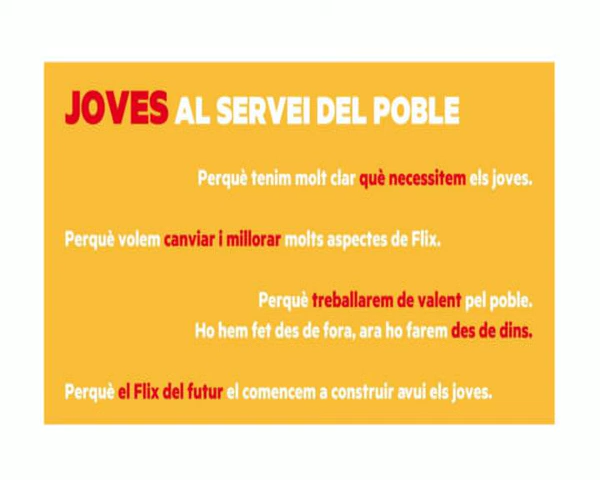 JOVES AL SERVEI DEL POBLE
Perquè tenim molt clar què necessitem els joves.
Perquè volem canviar i millorar molts aspectes de Flix.
Perquè treballarem de valent pel poble.
Ho hem fet des de fora, ara ho farem des de dins.
Perquè el Flix del futur el comencem a construir avui els joves.